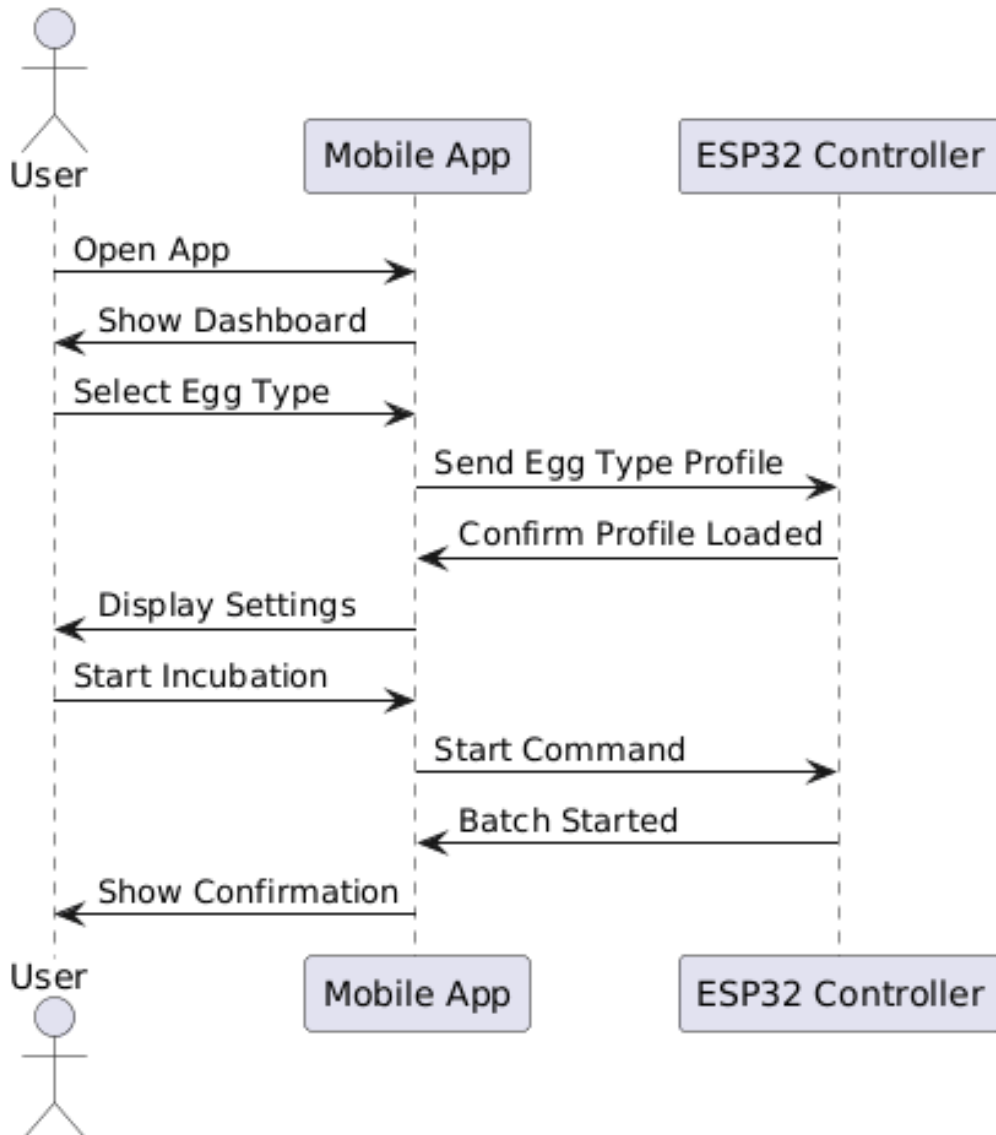 User
Mobile App
ESP32 Controller
Open App
Show Dashboard
Select Egg Type
Send Egg Type Profile
Confirm Profile Loaded
Display Settings
Start Incubation
Start Command
Batch Started
Show Confirmation
User
Mobile App
ESP32 Controller